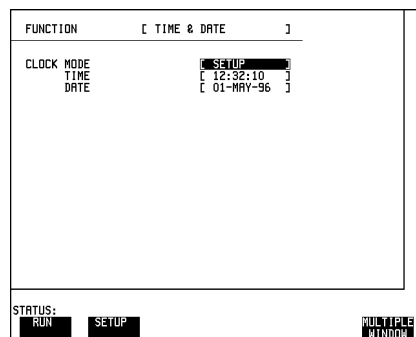 FUNCTION [ TIME & DATE ]
CLOCK MODE [ SETUP ]
TIME [ 12:32:10 ]
DATE [ 01-MAY-96 ]
STATUS:
RUN SETUP MULTIPLE
WINDOW